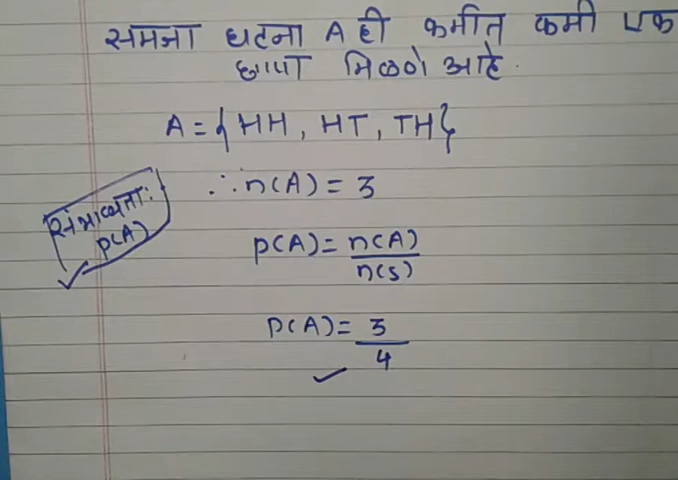 समजा घटना A ही कमीत कमी एक
छापा मिळणे आहे.
A = { HH, HT, TH}
∴ n(A) = 3
संभाव्यता:
P(A)
P(A) = n(A)
n(S)
P(A) = 3
4